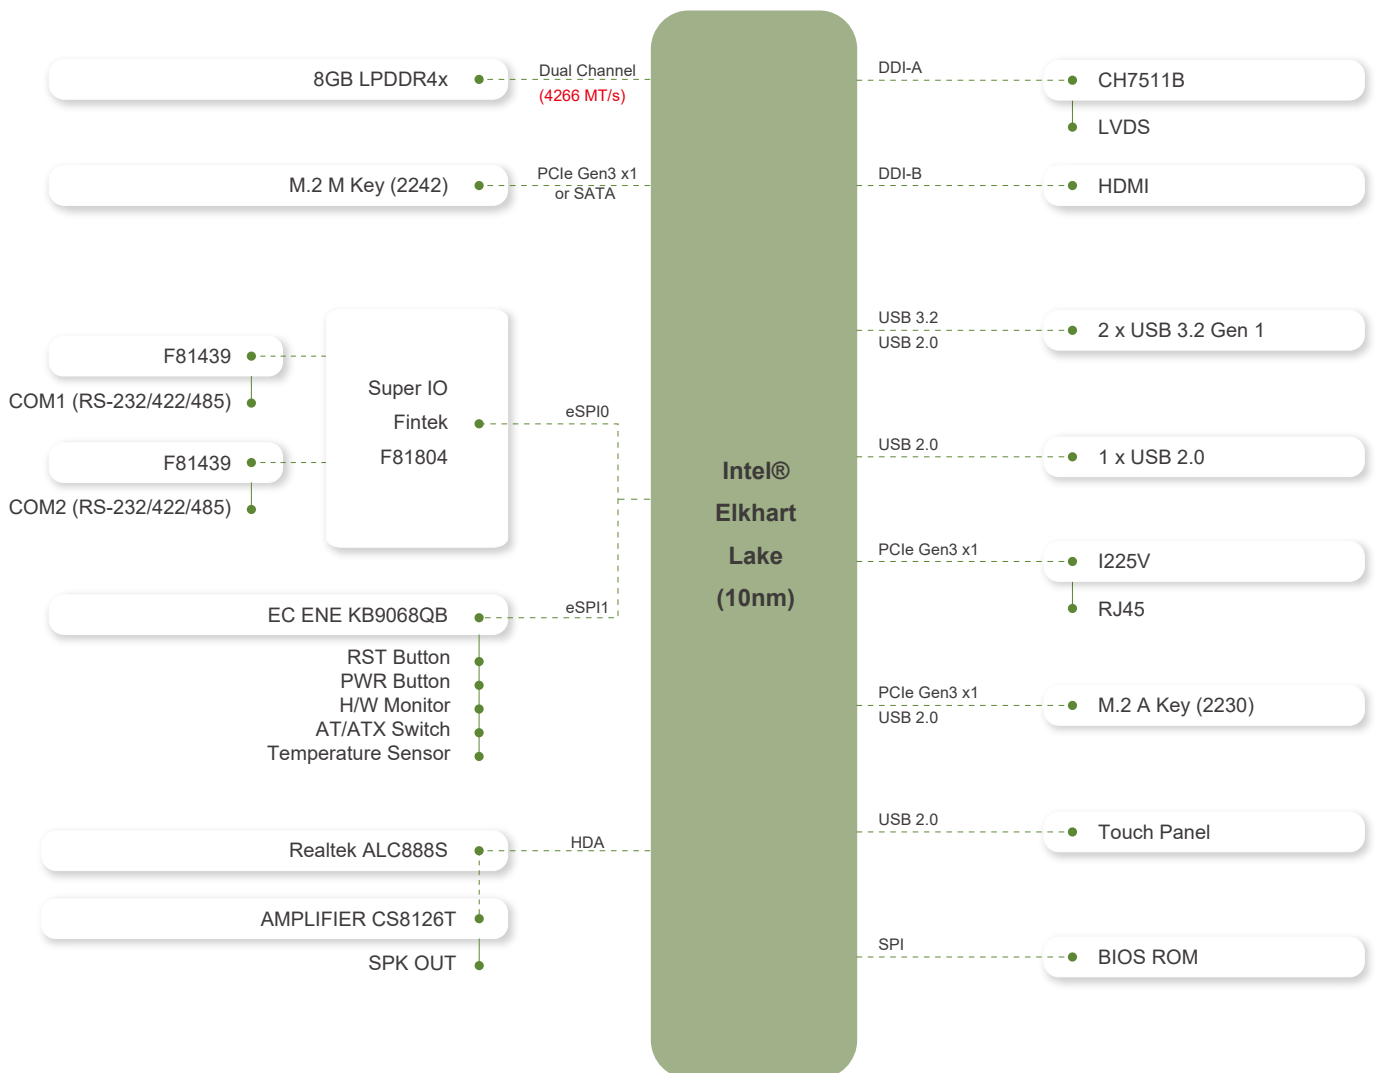 8GB LPDDR4x
Dual Channel
(4266 MT/s)
M.2 M Key (2242)
PCIe Gen3 x1
or SATA
F81439
COM1 (RS-232/422/485)
F81439
COM2 (RS-232/422/485)
Super IO
Fintek
F81804
eSPI0
EC ENE KB9068QB
eSPI1
RST Button
PWR Button
H/W Monitor
AT/ATX Switch
Temperature Sensor
Realtek ALC888S
HDA
AMPLIFIER CS8126T
SPK OUT
Intel®
Elkhart
Lake
(10nm)
DDI-A
CH7511B
LVDS
DDI-B
HDMI
USB 3.2
USB 2.0
2 x USB 3.2 Gen 1
USB 2.0
1 x USB 2.0
PCIe Gen3 x1
I225V
RJ45
PCIe Gen3 x1
USB 2.0
M.2 A Key (2230)
USB 2.0
Touch Panel
SPI
BIOS ROM